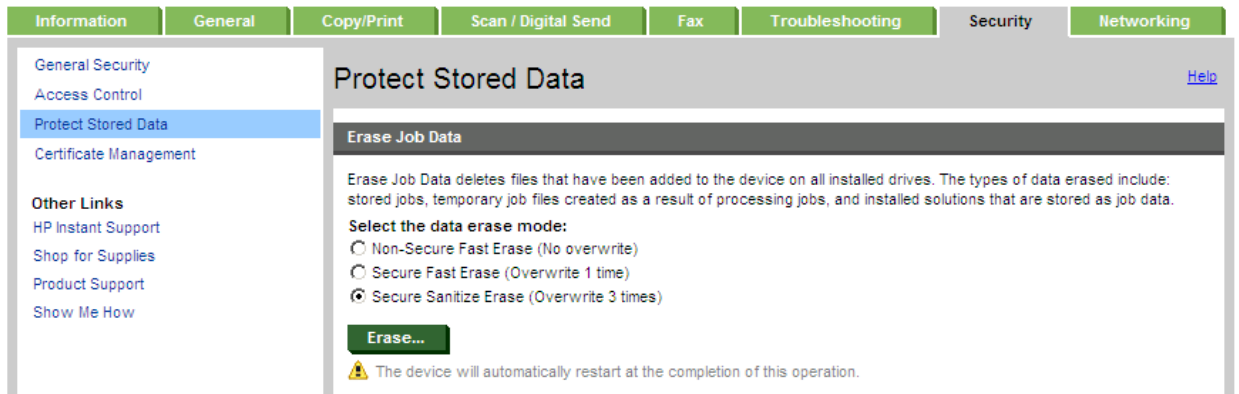 Information General Copy/Print Scan / Digital Send Fax Troubleshooting Security Networking
General Security
Access Control
Protect Stored Data
Certificate Management
Other Links
HP Instant Support
Shop for Supplies
Product Support
Show Me How
Protect Stored Data
Help
Erase Job Data
Erase Job Data deletes files that have been added to the device on all installed drives. The types of data erased include:
stored jobs, temporary job files created as a result of processing jobs, and installed solutions that are stored as job data.
Select the data erase mode:
Non-Secure Fast Erase (No overwrite)
Secure Fast Erase (Overwrite 1 time)
Secure Sanitize Erase (Overwrite 3 times)
Erase...
The device will automatically restart at the completion of this operation.